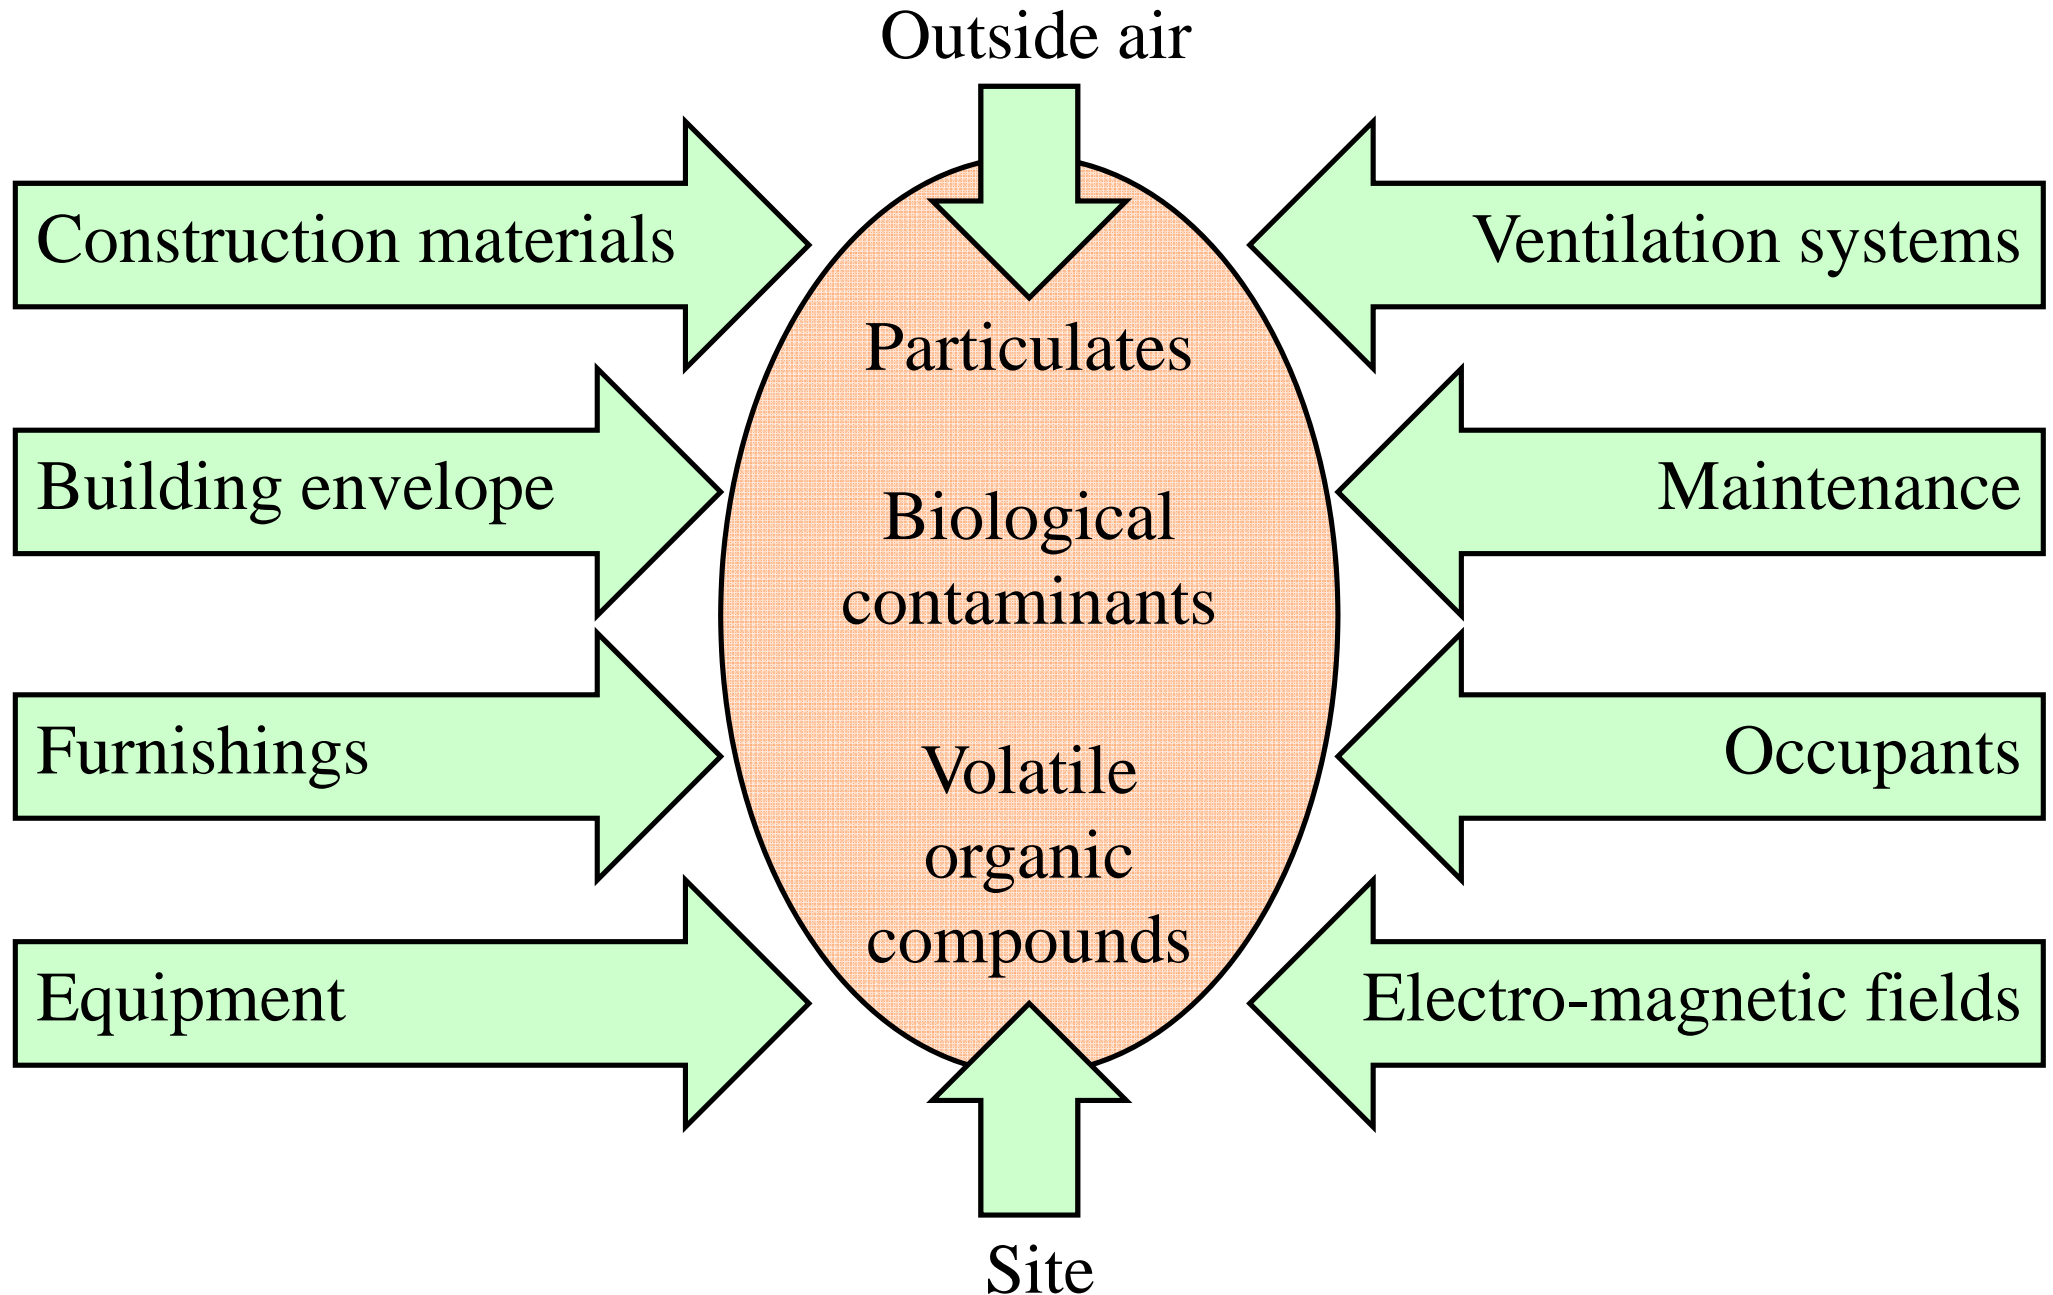 Outside air
Construction materials
Ventilation systems
Particulates
Building envelope
Biological
contaminants
Maintenance
Furnishings
Volatile
organic
compounds
Occupants
Equipment
Electro-magnetic fields
Site